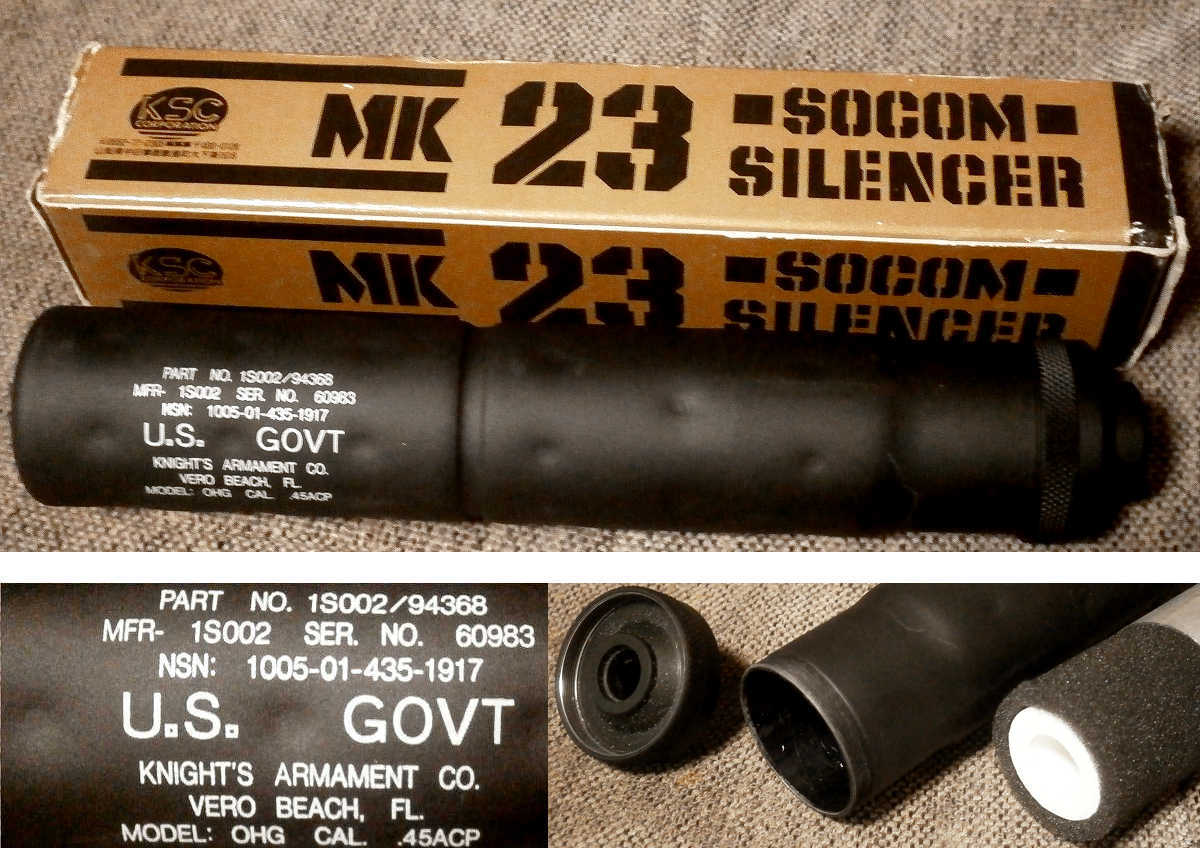 KSC
CORPORATION
MK 23 SOCOM
SILENCER
KSC
CORPORATION
MK 23 SOCOM
SILENCER
PART NO. 1S002/94368
MFR- 1S002 SER. NO. 60983
NSN: 1005-01-435-1917
U.S. GOVT
KNIGHT'S ARMAMENT CO.
VERO BEACH, FL.
MODEL: OHG CAL. .45ACP
PART NO. 1S002/94368
MFR- 1S002 SER. NO. 60983
NSN: 1005-01-435-1917
U.S. GOVT
KNIGHT'S ARMAMENT CO.
VERO BEACH, FL.
MODEL: OHG CAL. .45ACP